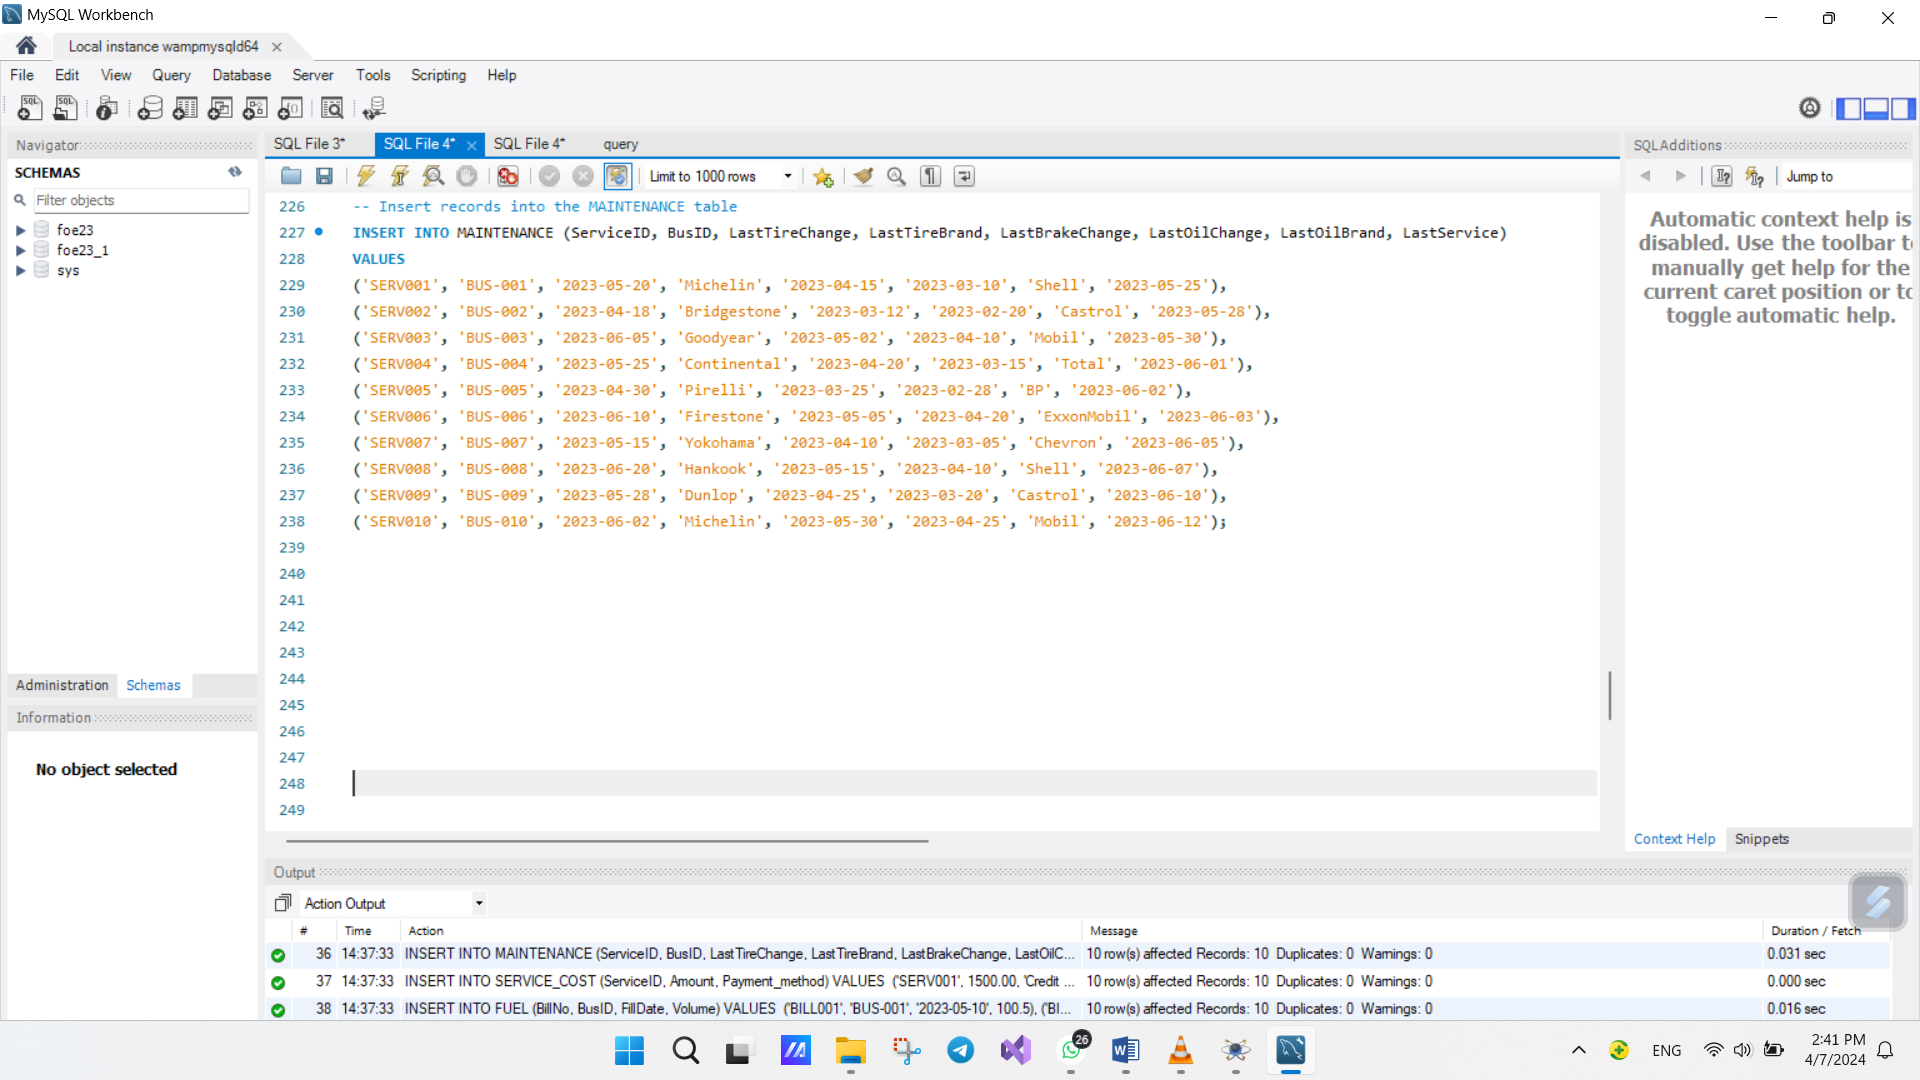 MySQL Workbench
Local instance wampmysqld64
File Edit View Query Database Server Tools Scripting Help
Navigator
SCHEMAS
Filter objects
foe23
foe23_1
sys
Administration Schemas
Information
No object selected
SQL File 3* SQL File 4* SQL File 4* query
Limit to 1000 rows
226 -- Insert records into the MAINTENANCE table
227 INSERT INTO MAINTENANCE (ServiceID, BusID, LastTireChange, LastTireBrand, LastBrakeChange, LastOilChange, LastOilBrand, LastService)
228 VALUES
229 ('SERV001', 'BUS-001', '2023-05-20', 'Michelin', '2023-04-15', '2023-03-10', 'Shell', '2023-05-25'),
230 ('SERV002', 'BUS-002', '2023-04-18', 'Bridgestone', '2023-03-12', '2023-02-20', 'Castrol', '2023-05-28'),
231 ('SERV003', 'BUS-003', '2023-06-05', 'Goodyear', '2023-05-02', '2023-04-10', 'Mobil', '2023-05-30'),
232 ('SERV004', 'BUS-004', '2023-05-25', 'Continental', '2023-04-20', '2023-03-15', 'Total', '2023-06-01'),
233 ('SERV005', 'BUS-005', '2023-04-30', 'Pirelli', '2023-03-25', '2023-02-28', 'BP', '2023-06-02'),
234 ('SERV006', 'BUS-006', '2023-06-10', 'Firestone', '2023-05-05', '2023-04-20', 'ExxonMobil', '2023-06-03'),
235 ('SERV007', 'BUS-007', '2023-05-15', 'Yokohama', '2023-04-10', '2023-03-05', 'Chevron', '2023-06-05'),
236 ('SERV008', 'BUS-008', '2023-06-20', 'Hankook', '2023-05-15', '2023-04-10', 'Shell', '2023-06-07'),
237 ('SERV009', 'BUS-009', '2023-05-28', 'Dunlop', '2023-04-25', '2023-03-20', 'Castrol', '2023-06-10'),
238 ('SERV010', 'BUS-010', '2023-06-02', 'Michelin', '2023-05-30', '2023-04-25', 'Mobil', '2023-06-12');
239
240
241
242
243
244
245
246
247
248
249
SQLAdditions
Jump to
Automatic context help is
disabled. Use the toolbar t
manually get help for the
current caret position or to
toggle automatic help.
Context Help Snippets
Output
Action Output
# Time Action Message Duration / Fetch
36 14:37:33 INSERT INTO MAINTENANCE (ServiceID, BusID, LastTireChange, LastTireBrand, LastBrakeChange, LastOilC... 10 row(s) affected Records: 10 Duplicates: 0 Warnings: 0 0.031 sec
37 14:37:33 INSERT INTO SERVICE_COST (ServiceID, Amount, Payment_method) VALUES ('SERV001', 1500.00, 'Credit ... 10 row(s) affected Records: 10 Duplicates: 0 Warnings: 0 0.000 sec
38 14:37:33 INSERT INTO FUEL (BillNo, BusID, FillDate, Volume) VALUES ('BILL001', 'BUS-001', '2023-05-10', 100.5), ('BI... 10 row(s) affected Records: 10 Duplicates: 0 Warnings: 0 0.016 sec
26
ENG
2:41 PM
4/7/2024